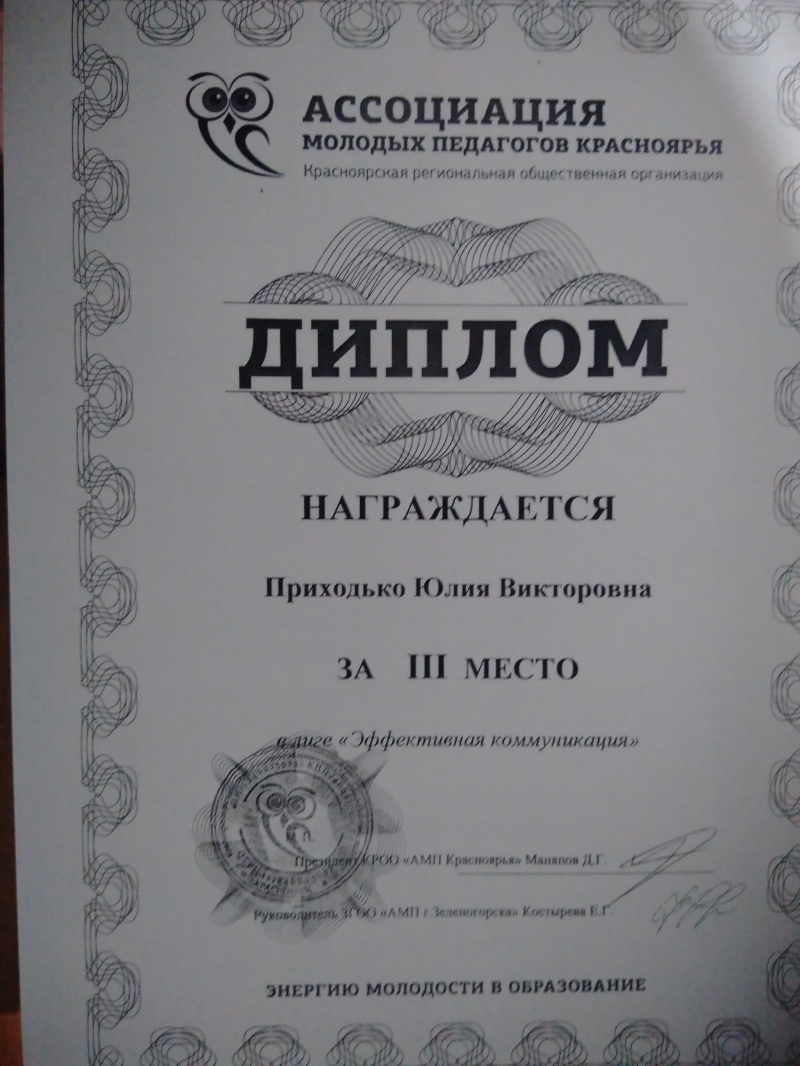 АССОЦИАЦИЯ
МОЛОДЫХ ПЕДАГОГОВ КРАСНОЯРЬЯ
Красноярская региональная общественная организация
ДИПЛОМ
НАГРАЖДАЕТСЯ
Приходько Юлия Викторовна
ЗА III МЕСТО
в лиге «Эффективная коммуникация»
М.П.
Президент КРОО «АМП Красноярья» Маняпов Д.Г.
Руководитель ЗГОО «АМП г.Зеленогорска» Костырева Е.Г.
ЭНЕРГИЮ МОЛОДОСТИ В ОБРАЗОВАНИЕ